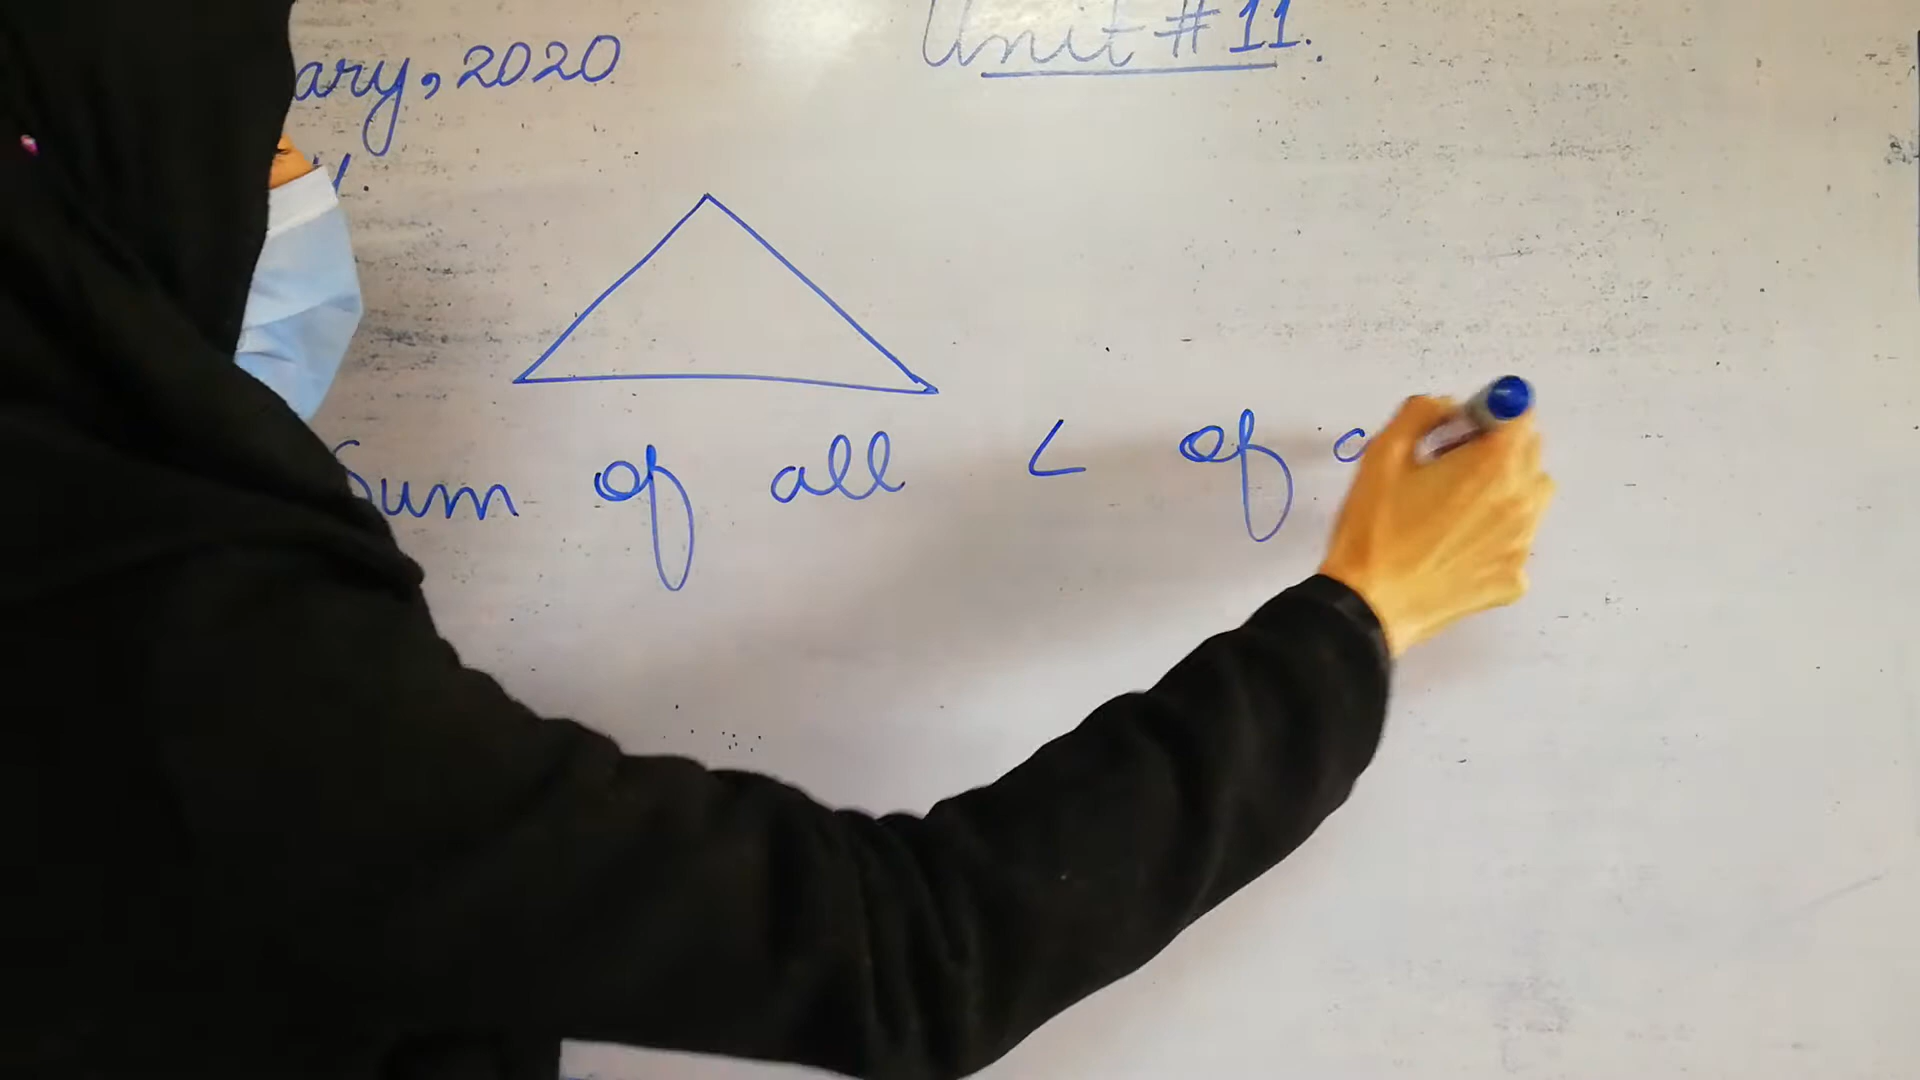 ary, 2020
Unit # 11.
Sum of all < of a